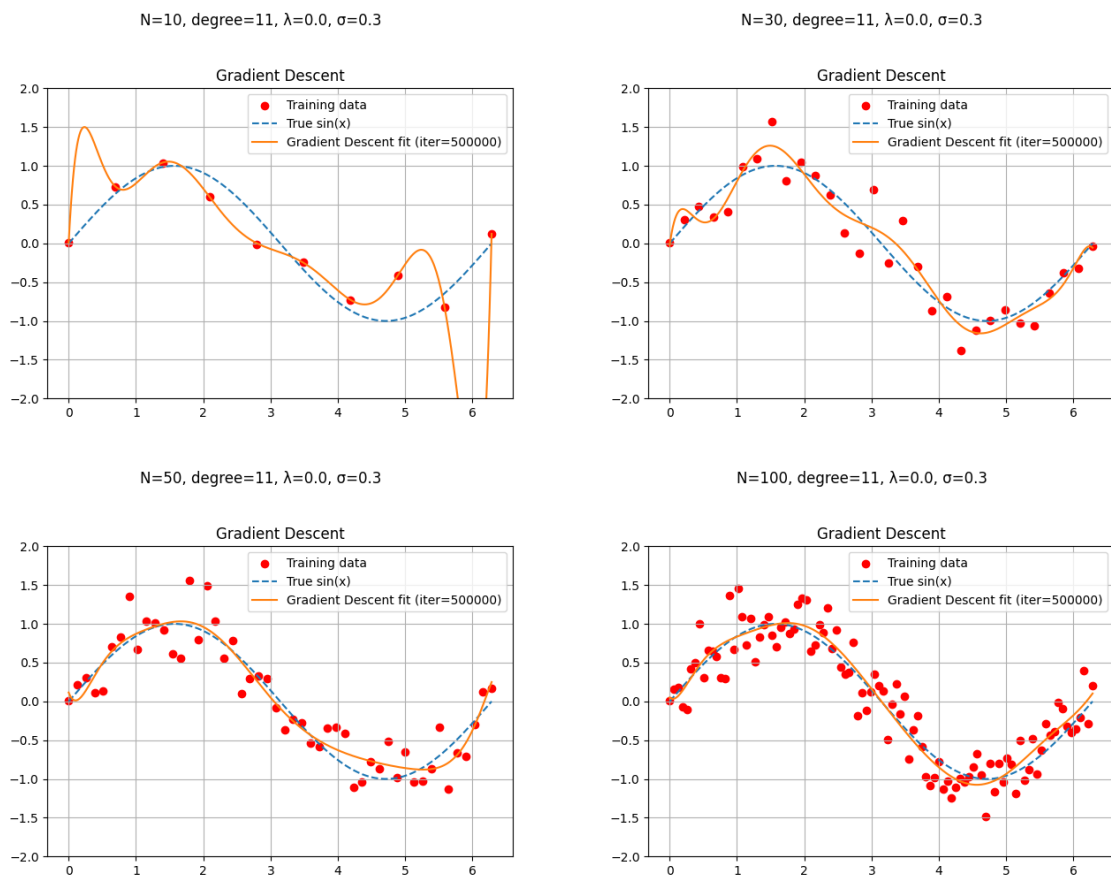 N=10, degree=11, λ=0.0, σ=0.3
Gradient Descent
Training data
True sin(x)
Gradient Descent fit (iter=500000)
2.0
1.5
1.0
0.5
0.0
−0.5
−1.0
−1.5
−2.0
0 1 2 3 4 5 6
N=30, degree=11, λ=0.0, σ=0.3
Gradient Descent
Training data
True sin(x)
Gradient Descent fit (iter=500000)
2.0
1.5
1.0
0.5
0.0
−0.5
−1.0
−1.5
−2.0
0 1 2 3 4 5 6
N=50, degree=11, λ=0.0, σ=0.3
Gradient Descent
Training data
True sin(x)
Gradient Descent fit (iter=500000)
2.0
1.5
1.0
0.5
0.0
−0.5
−1.0
−1.5
−2.0
0 1 2 3 4 5 6
N=100, degree=11, λ=0.0, σ=0.3
Gradient Descent
Training data
True sin(x)
Gradient Descent fit (iter=500000)
2.0
1.5
1.0
0.5
0.0
−0.5
−1.0
−1.5
−2.0
0 1 2 3 4 5 6